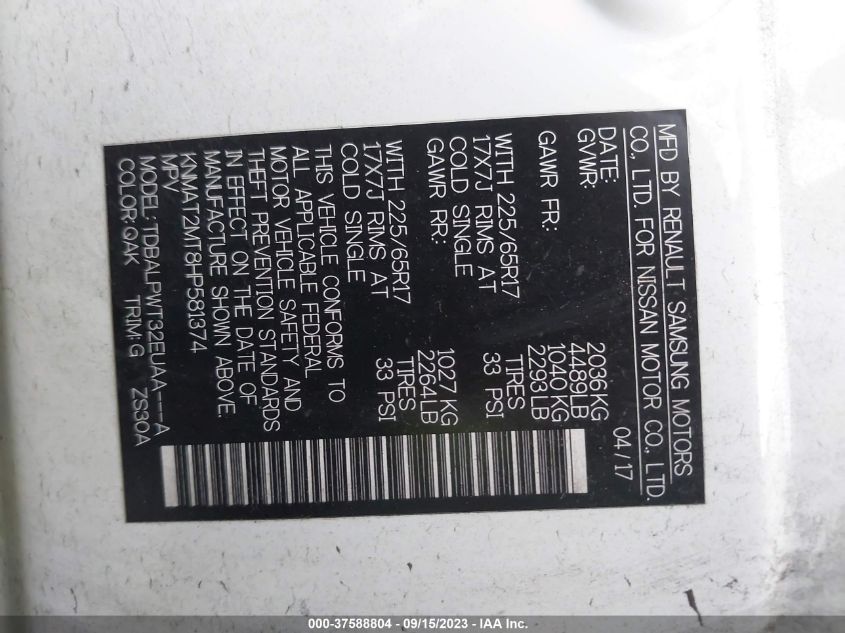 MFD BY RENAULT SAMSUNG MOTORS
CO., LTD. FOR NISSAN MOTOR CO., LTD.
DATE: 04/17
GVWR: 2036KG
4489LB
GAWR FR: 1040 KG
2293LB
WITH 225/65R17 TIRES
17X7J RIMS AT 33 PSI
COLD SINGLE
GAWR RR: 1027 KG
2264LB
WITH 225/65R17 TIRES
17X7J RIMS AT 33 PSI
COLD SINGLE
THIS VEHICLE CONFORMS TO
ALL APPLICABLE FEDERAL
MOTOR VEHICLE SAFETY AND
THEFT PREVENTION STANDARDS
IN EFFECT ON THE DATE OF
MANUFACTURE SHOWN ABOVE.
KNMAT2MT8HP581374
MPV
MODEL: TDBALPWT32EUAA---A
COLOR:QAK TRIM:G ZS30A
000-37588804 - 09/15/2023 - IAA Inc.